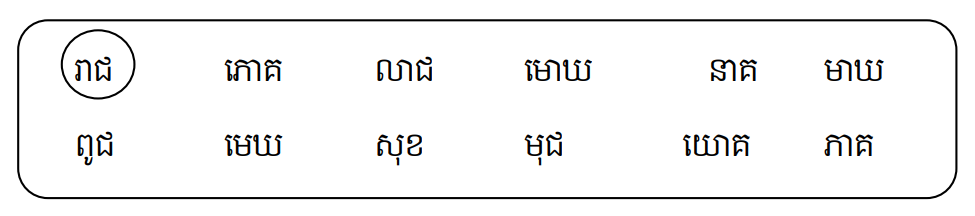 រាជ ភោគ លាជ មោឃ នាគ មាឃ
ពូជ មេឃ សុខ មុជ យោគ ភាគ